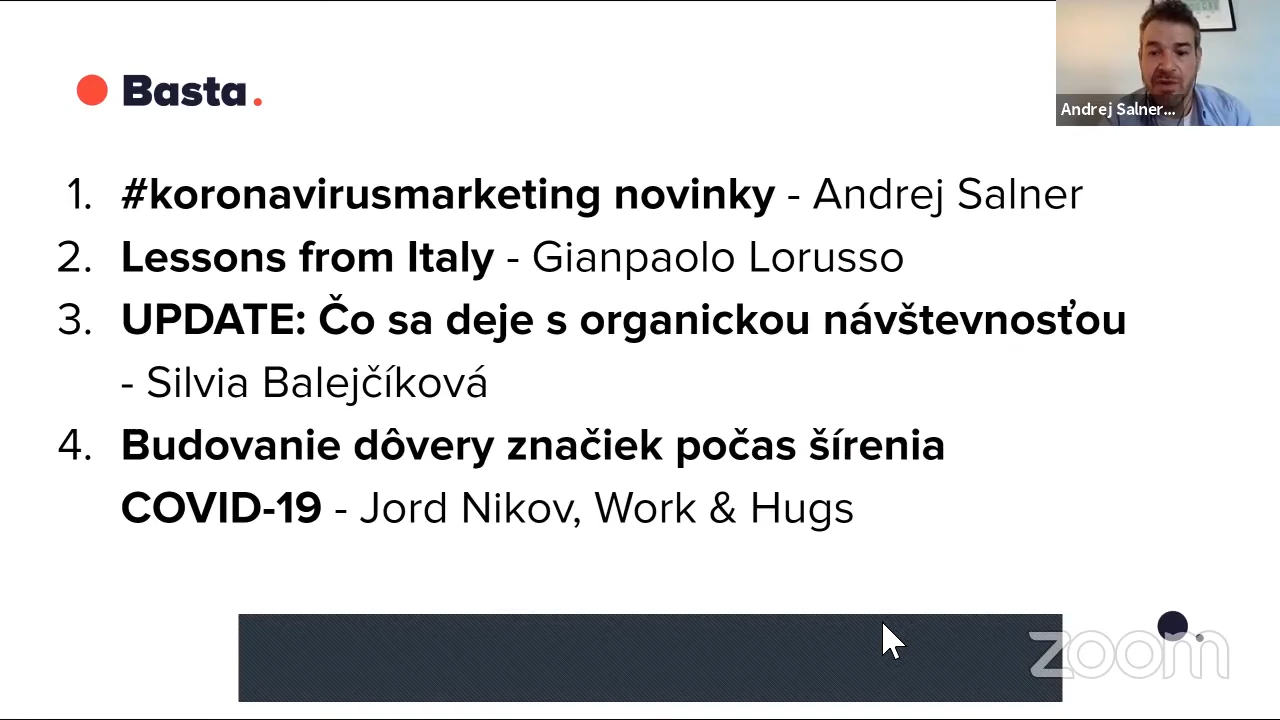 Basta.
Andrej Salner...
1. #koronavirusmarketing novinky - Andrej Salner
2. Lessons from Italy - Gianpaolo Lorusso
3. UPDATE: Čo sa deje s organickou návštevnosťou
- Silvia Balejčíková
4. Budovanie dôvery značiek počas šírenia
COVID-19 - Jord Nikov, Work & Hugs
zoom